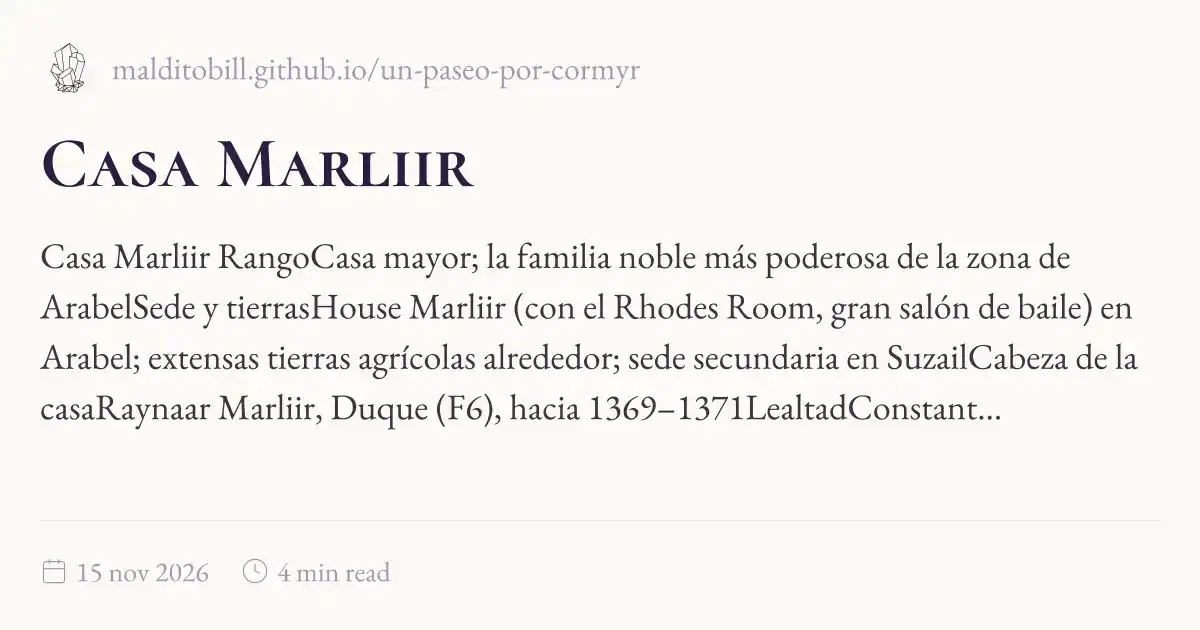 malditobill.github.io/un-paseo-por-cormyr
Casa Marliir
Casa Marliir RangoCasa mayor; la familia noble más poderosa de la zona de
ArabelSede y tierrasHouse Marliir (con el Rhodes Room, gran salón de baile) en
Arabel; extensas tierras agrícolas alrededor; sede secundaria en SuzailCabeza de la
casaRaynaar Marliir, Duque (F6), hacia 1369–1371LealtadConstant...
15 nov 2026 4 min read